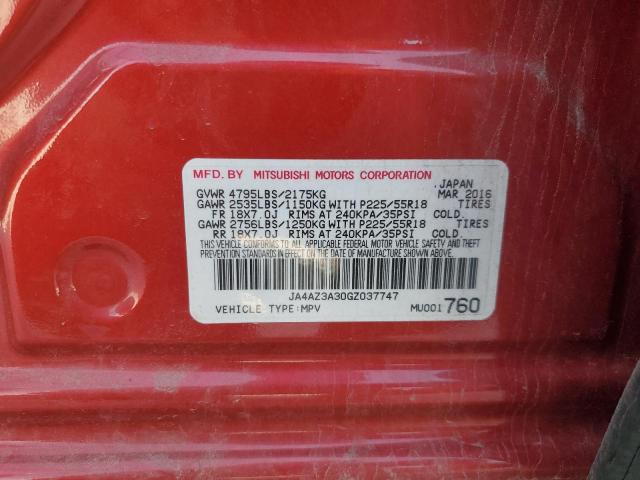 MFD. BY MITSUBISHI MOTORS CORPORATION JAPAN
GVWR 4795LBS/2175KG MAR 2016
GAWR 2535LBS/1150KG WITH P225/55R18 TIRES
FR 18X7.0J RIMS AT 240KPA/35PSI COLD.
GAWR 2756LBS/1250KG WITH P225/55R18 TIRES
RR 18X7.0J RIMS AT 240KPA/35PSI COLD.
THIS VEHICLE CONFORMS TO ALL APPLICABLE FEDERAL MOTOR VEHICLE SAFETY AND THEFT
PREVENTION STANDARDS IN EFFECT ON THE DATE OF MANUFACTURE SHOWN ABOVE.
JA4AZ3A30GZ037747
VEHICLE TYPE:MPV MU001760